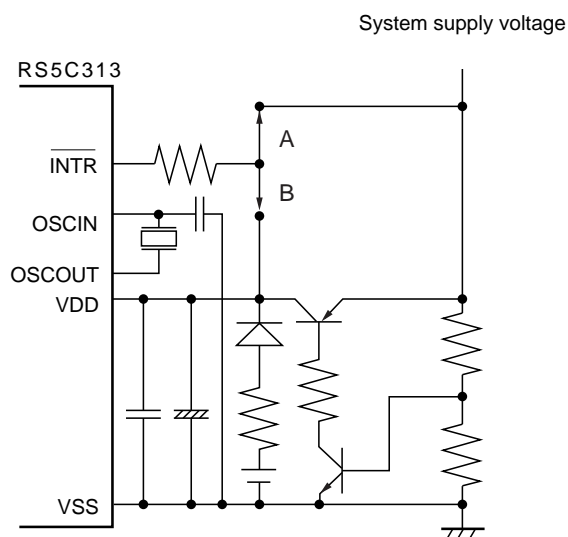 System supply voltage
RS5C313
A
INTR
B
OSCIN
OSCOUT
VDD
VSS